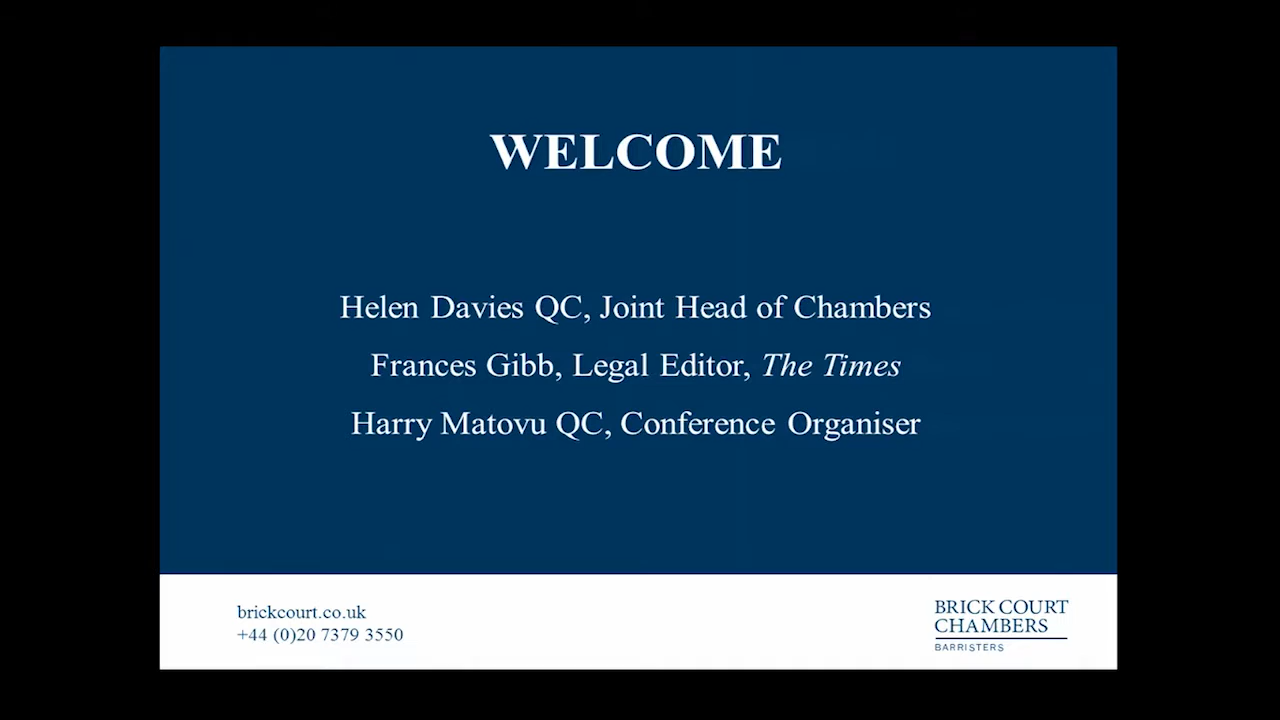 WELCOME
Helen Davies QC, Joint Head of Chambers
Frances Gibb, Legal Editor, The Times
Harry Matovu QC, Conference Organiser
brickcourt.co.uk
+44 (0)20 7379 3550
BRICK COURT
CHAMBERS
BARRISTERS